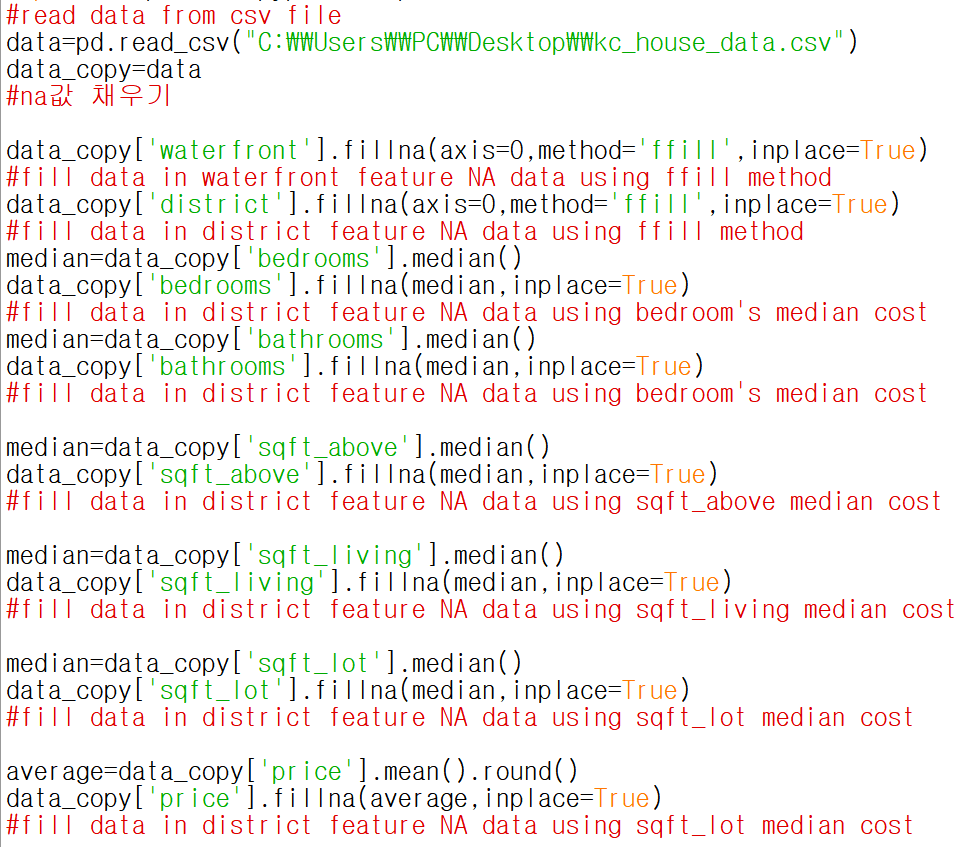 #read data from csv file
data=pd.read_csv("C:₩₩Users₩₩PC₩₩Desktop₩₩kc_house_data.csv")
data_copy=data
#na값 채우기
data_copy['waterfront'].fillna(axis=0,method='ffill',inplace=True)
#fill data in waterfront feature NA data using ffill method
data_copy['district'].fillna(axis=0,method='ffill',inplace=True)
#fill data in district feature NA data using ffill method
median=data_copy['bedrooms'].median()
data_copy['bedrooms'].fillna(median,inplace=True)
#fill data in district feature NA data using bedroom's median cost
median=data_copy['bathrooms'].median()
data_copy['bathrooms'].fillna(median,inplace=True)
#fill data in district feature NA data using bedroom's median cost
median=data_copy['sqft_above'].median()
data_copy['sqft_above'].fillna(median,inplace=True)
#fill data in district feature NA data using sqft_above median cost
median=data_copy['sqft_living'].median()
data_copy['sqft_living'].fillna(median,inplace=True)
#fill data in district feature NA data using sqft_living median cost
median=data_copy['sqft_lot'].median()
data_copy['sqft_lot'].fillna(median,inplace=True)
#fill data in district feature NA data using sqft_lot median cost
average=data_copy['price'].mean().round()
data_copy['price'].fillna(average,inplace=True)
#fill data in district feature NA data using sqft_lot median cost